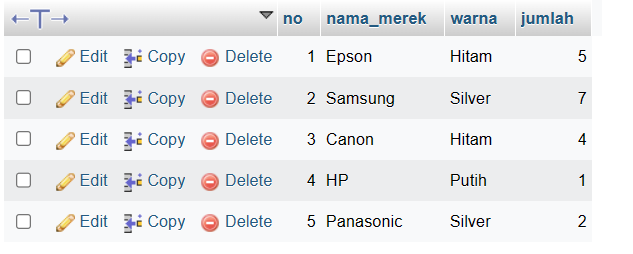 no nama_merek warna jumlah
Edit Copy Delete 1 Epson Hitam 5
Edit Copy Delete 2 Samsung Silver 7
Edit Copy Delete 3 Canon Hitam 4
Edit Copy Delete 4 HP Putih 1
Edit Copy Delete 5 Panasonic Silver 2